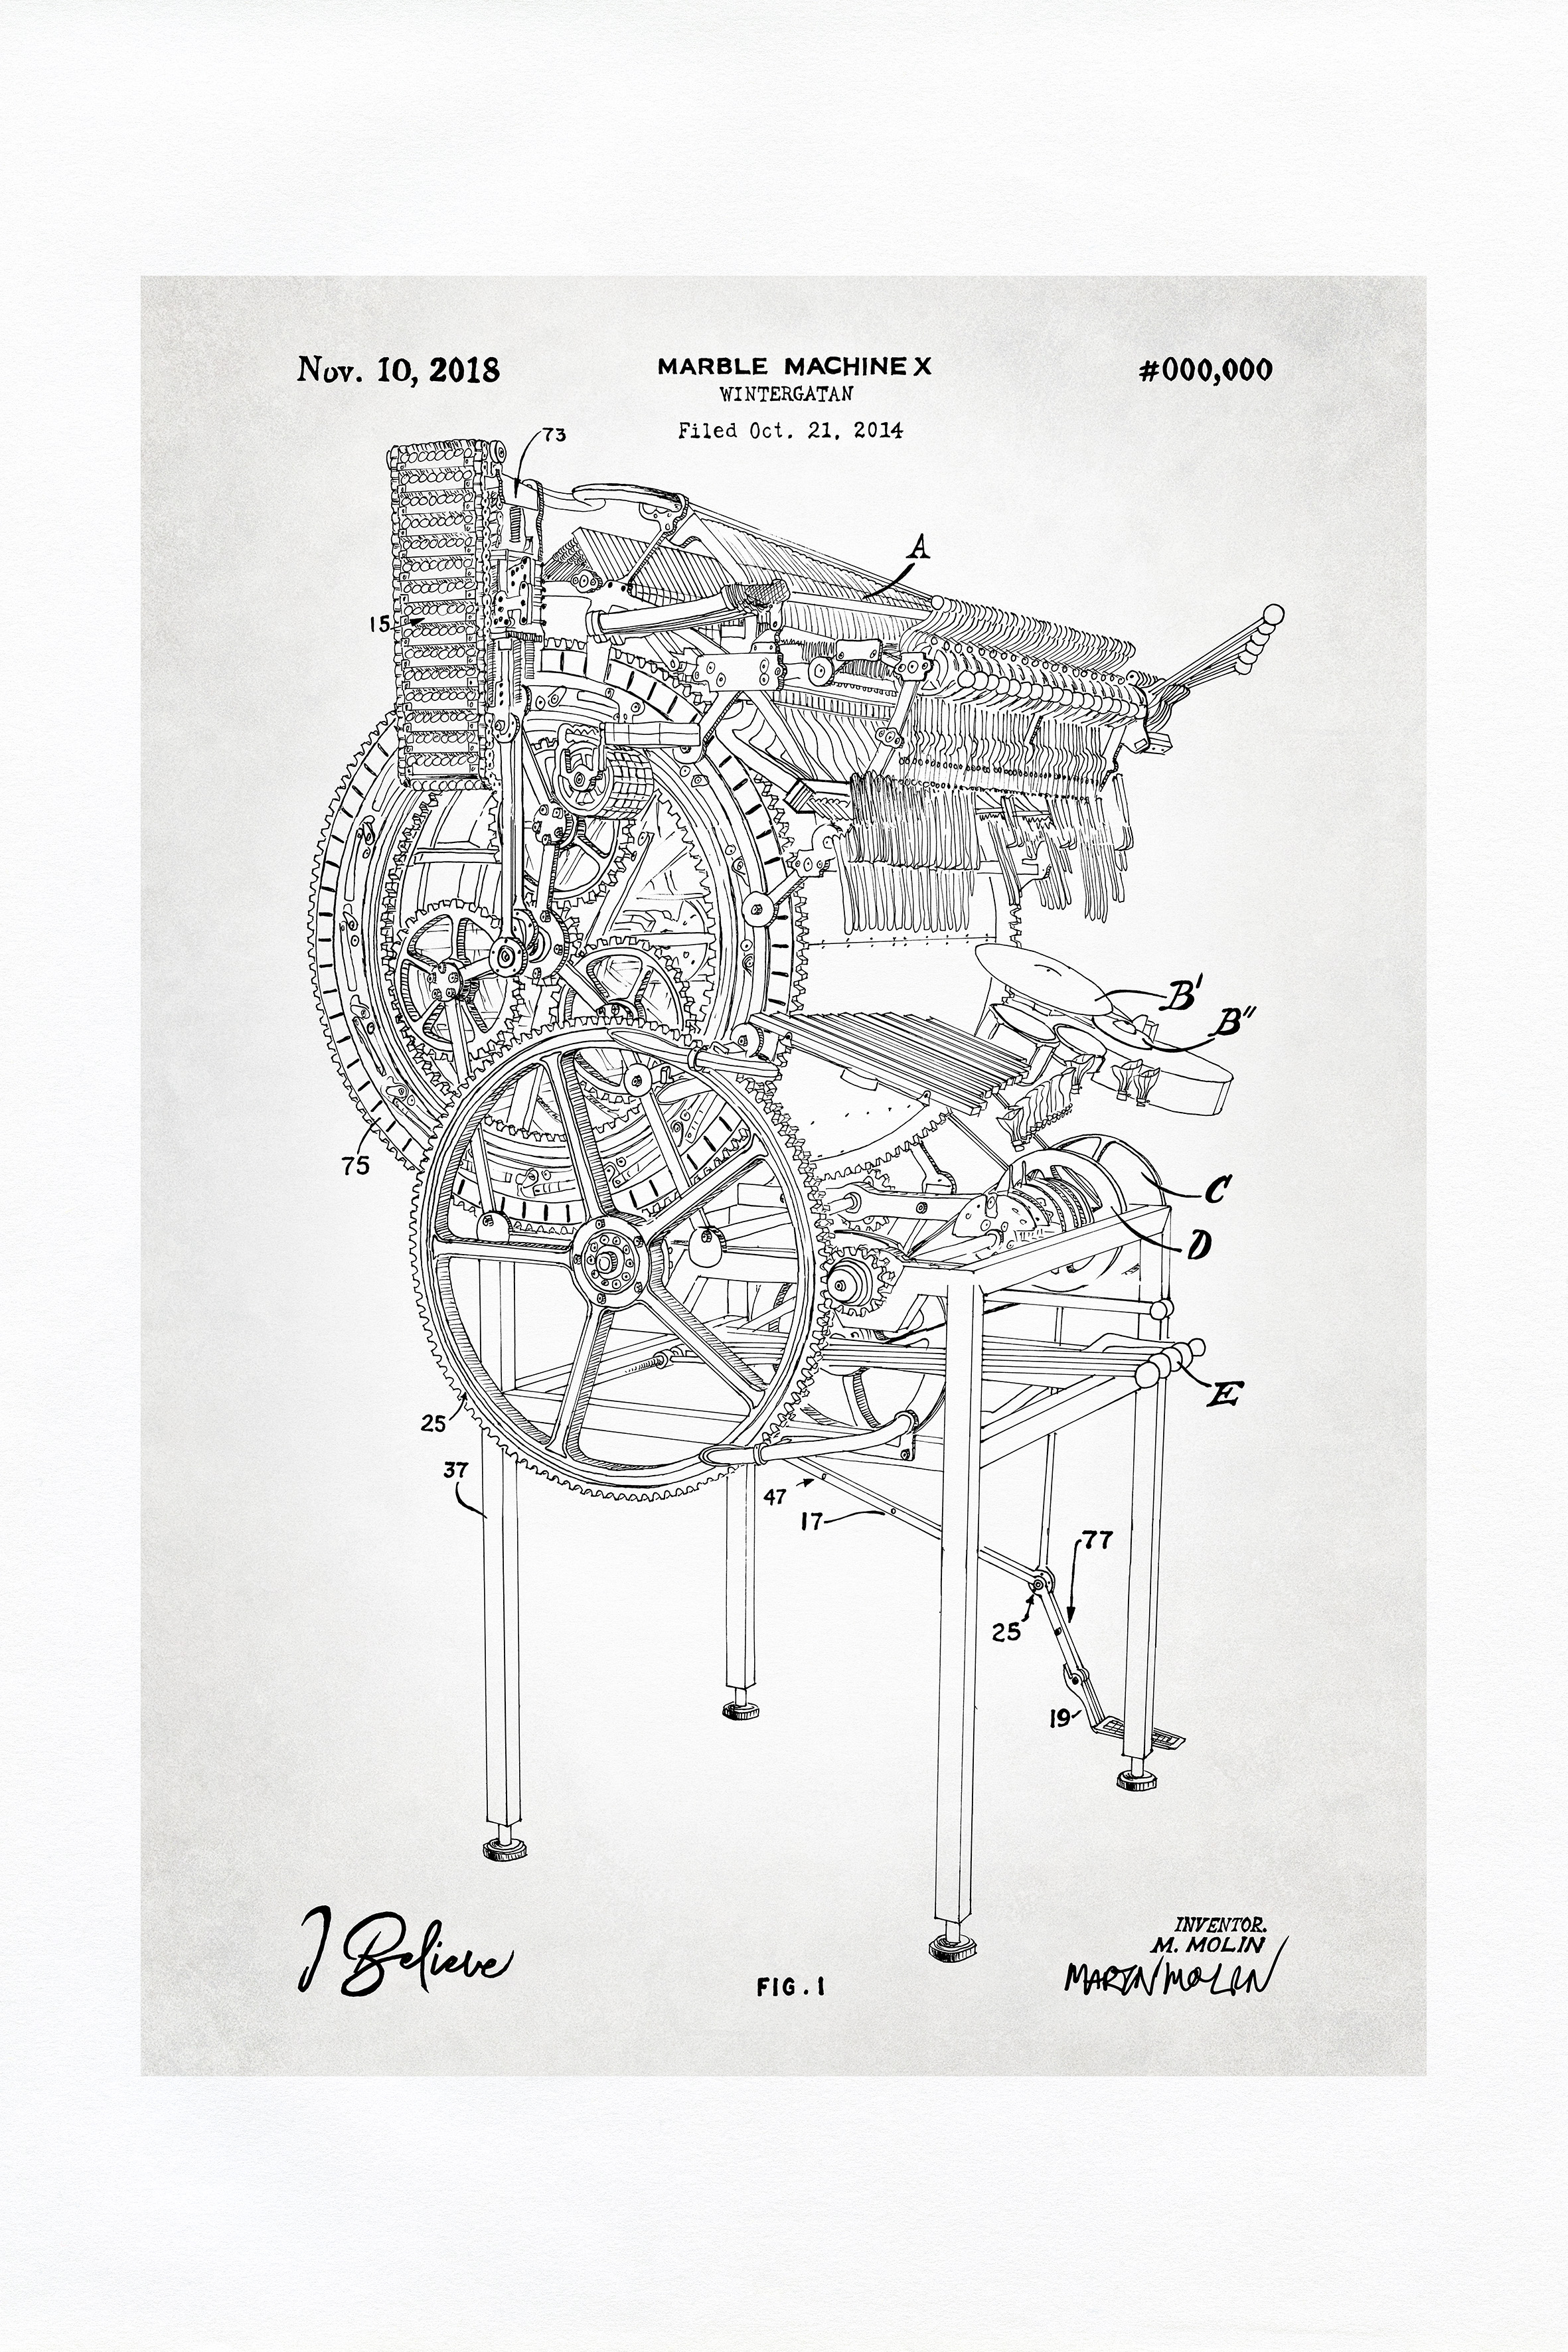 Nov. 10, 2018
MARBLE MACHINE X
#000,000
WINTERGATAN
Filed Oct. 21, 2014
73
A
15
B'
B"
75
C
D
E
25
37
47
17
77
25
19
I Believe
INVENTOR.
M. MOLIN
MARTIN MOLIN
FIG. 1